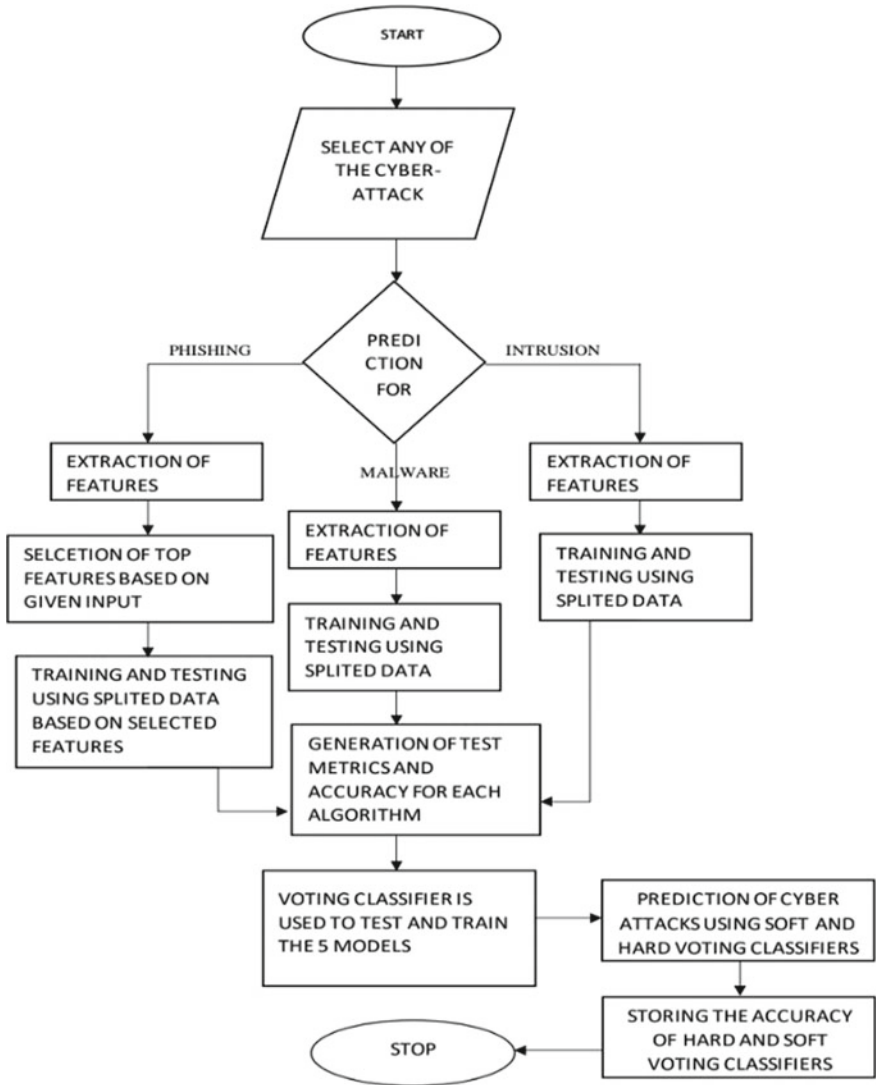 START
SELECT ANY OF
THE CYBER-
ATTACK
PREDI
CTION
FOR
PHISHING
INTRUSION
MALWARE
EXTRACTION OF
FEATURES
SELCETION OF TOP
FEATURES BASED ON
GIVEN INPUT
TRAINING AND TESTING
USING SPLITED DATA
BASED ON SELECTED
FEATURES
EXTRACTION OF
FEATURES
TRAINING AND
TESTING USING
SPLITED DATA
EXTRACTION OF
FEATURES
TRAINING AND
TESTING USING
SPLITED DATA
GENERATION OF TEST
METRICS AND
ACCURACY FOR EACH
ALGORITHM
VOTING CLASSIFIER IS
USED TO TEST AND TRAIN
THE 5 MODELS
PREDICTION OF CYBER
ATTACKS USING SOFT AND
HARD VOTING CLASSIFIERS
STORING THE ACCURACY
OF HARD AND SOFT
VOTING CLASSIFIERS
STOP